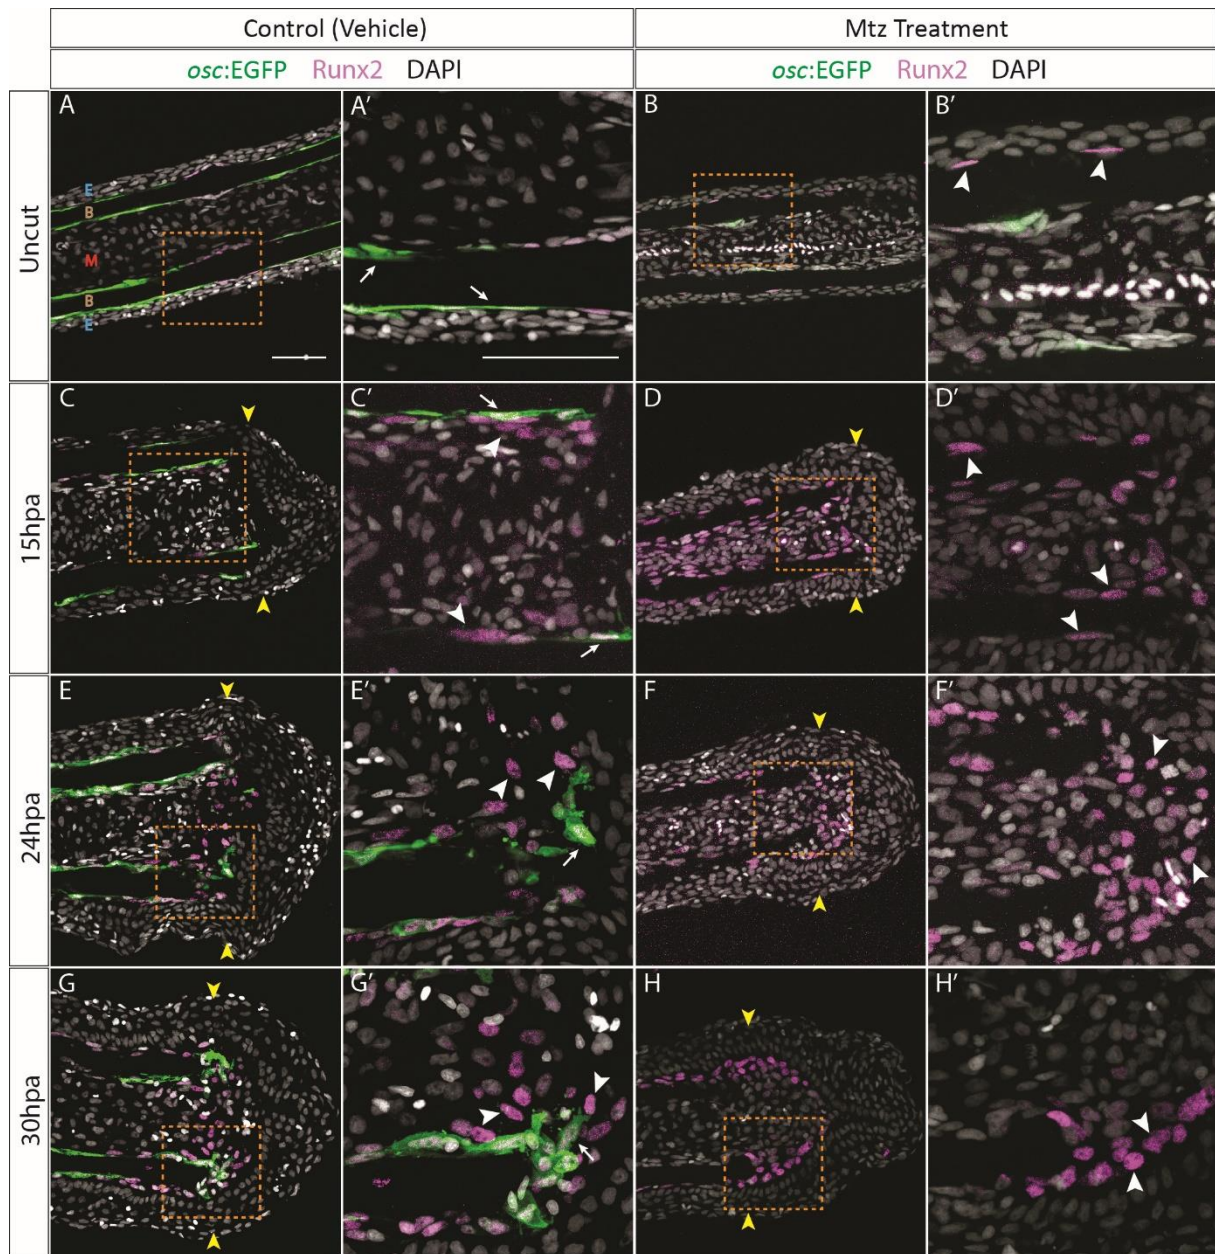 Control (Vehicle) Mtz Treatment
osc:EGFP Runx2 DAPI osc:EGFP Runx2 DAPI
Uncut
A A' B B'
E
B
M
B
E
15hpa
C C' D D'
24hpa
E E' F F'
30hpa
G G' H H'